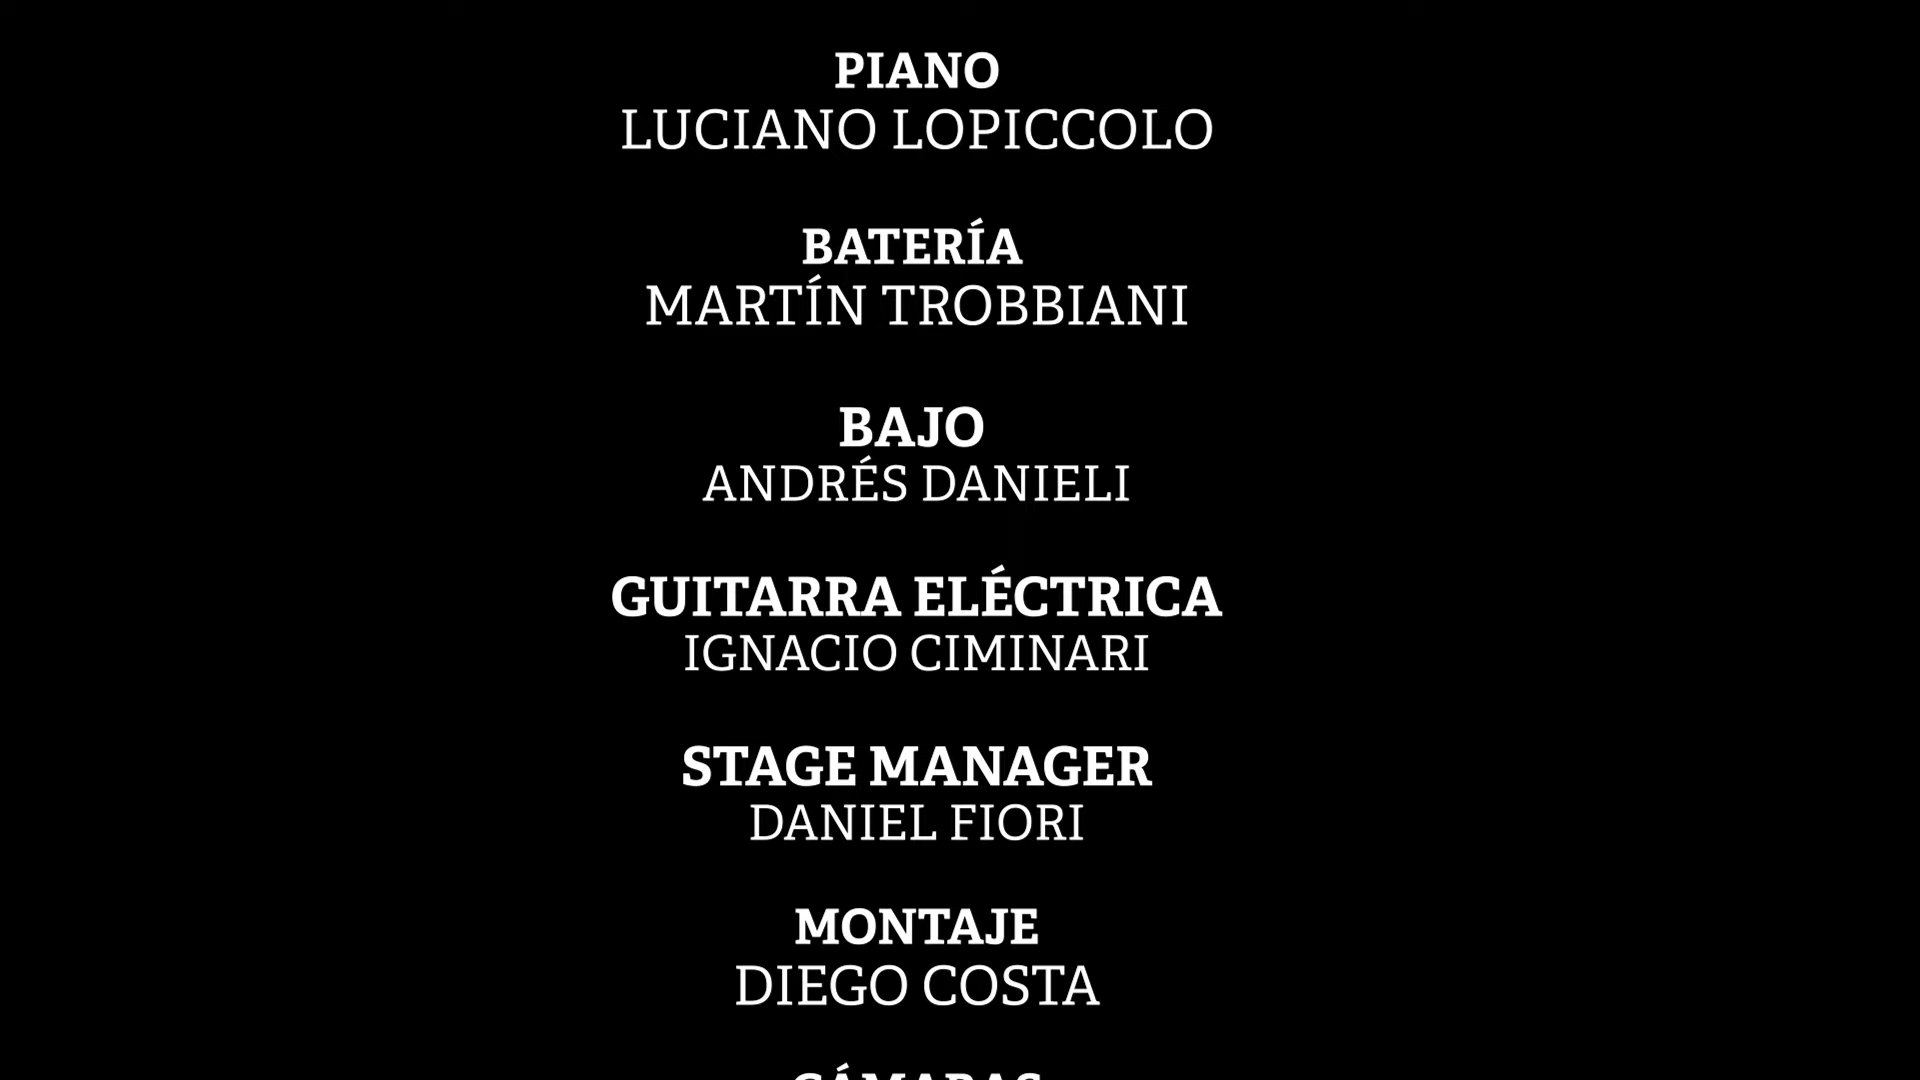 PIANO
LUCIANO LOPICCOLO
BATERÍA
MARTÍN TROBBIANI
BAJO
ANDRÉS DANIELI
GUITARRA ELÉCTRICA
IGNACIO CIMINARI
STAGE MANAGER
DANIEL FIORI
MONTAJE
DIEGO COSTA
CÁMARAS